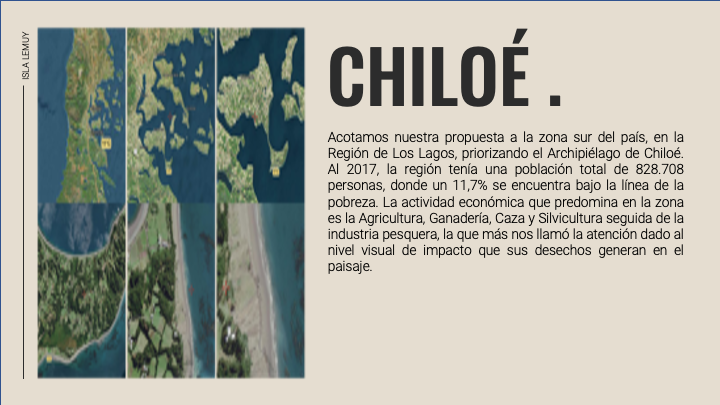 ISLA LEMUY
CHILOÉ .
Acotamos nuestra propuesta a la zona sur del país, en la
Región de Los Lagos, priorizando el Archipiélago de Chiloé.
Al 2017, la región tenía una población total de 828.708
personas, donde un 11,7% se encuentra bajo la línea de la
pobreza. La actividad económica que predomina en la zona
es la Agricultura, Ganadería, Caza y Silvicultura seguida de la
industria pesquera, la que más nos llamó la atención dado al
nivel visual de impacto que sus desechos generan en el
paisaje.